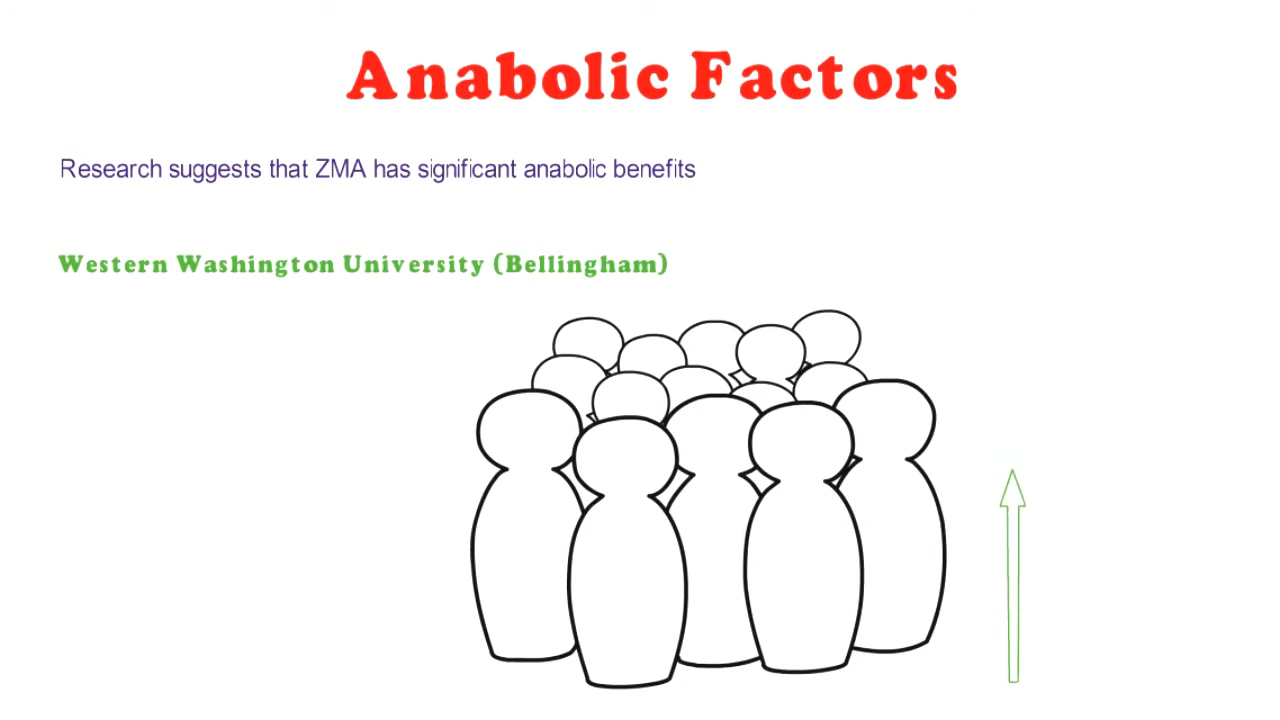 Anabolic Factors
Research suggests that ZMA has significant anabolic benefits
Western Washington University (Bellingham)